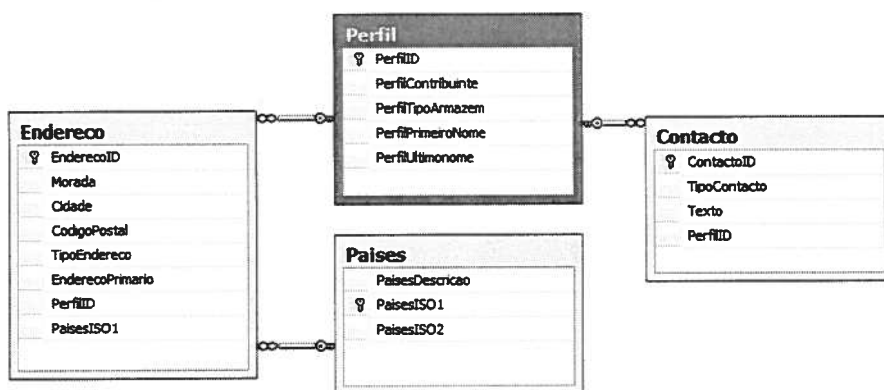 Perfil
PerfilID
PerfilContribuinte
PerfilTipoArmazem
PerfilPrimeiroNome
PerfilUltimonome
Endereco
EnderecoID
Morada
Cidade
CodigoPostal
TipoEndereco
EnderecoPrimario
PerfilID
PaisesISO1
Contacto
ContactoID
TipoContacto
Texto
PerfilID
Paises
PaisesDescricao
PaisesISO1
PaisesISO2